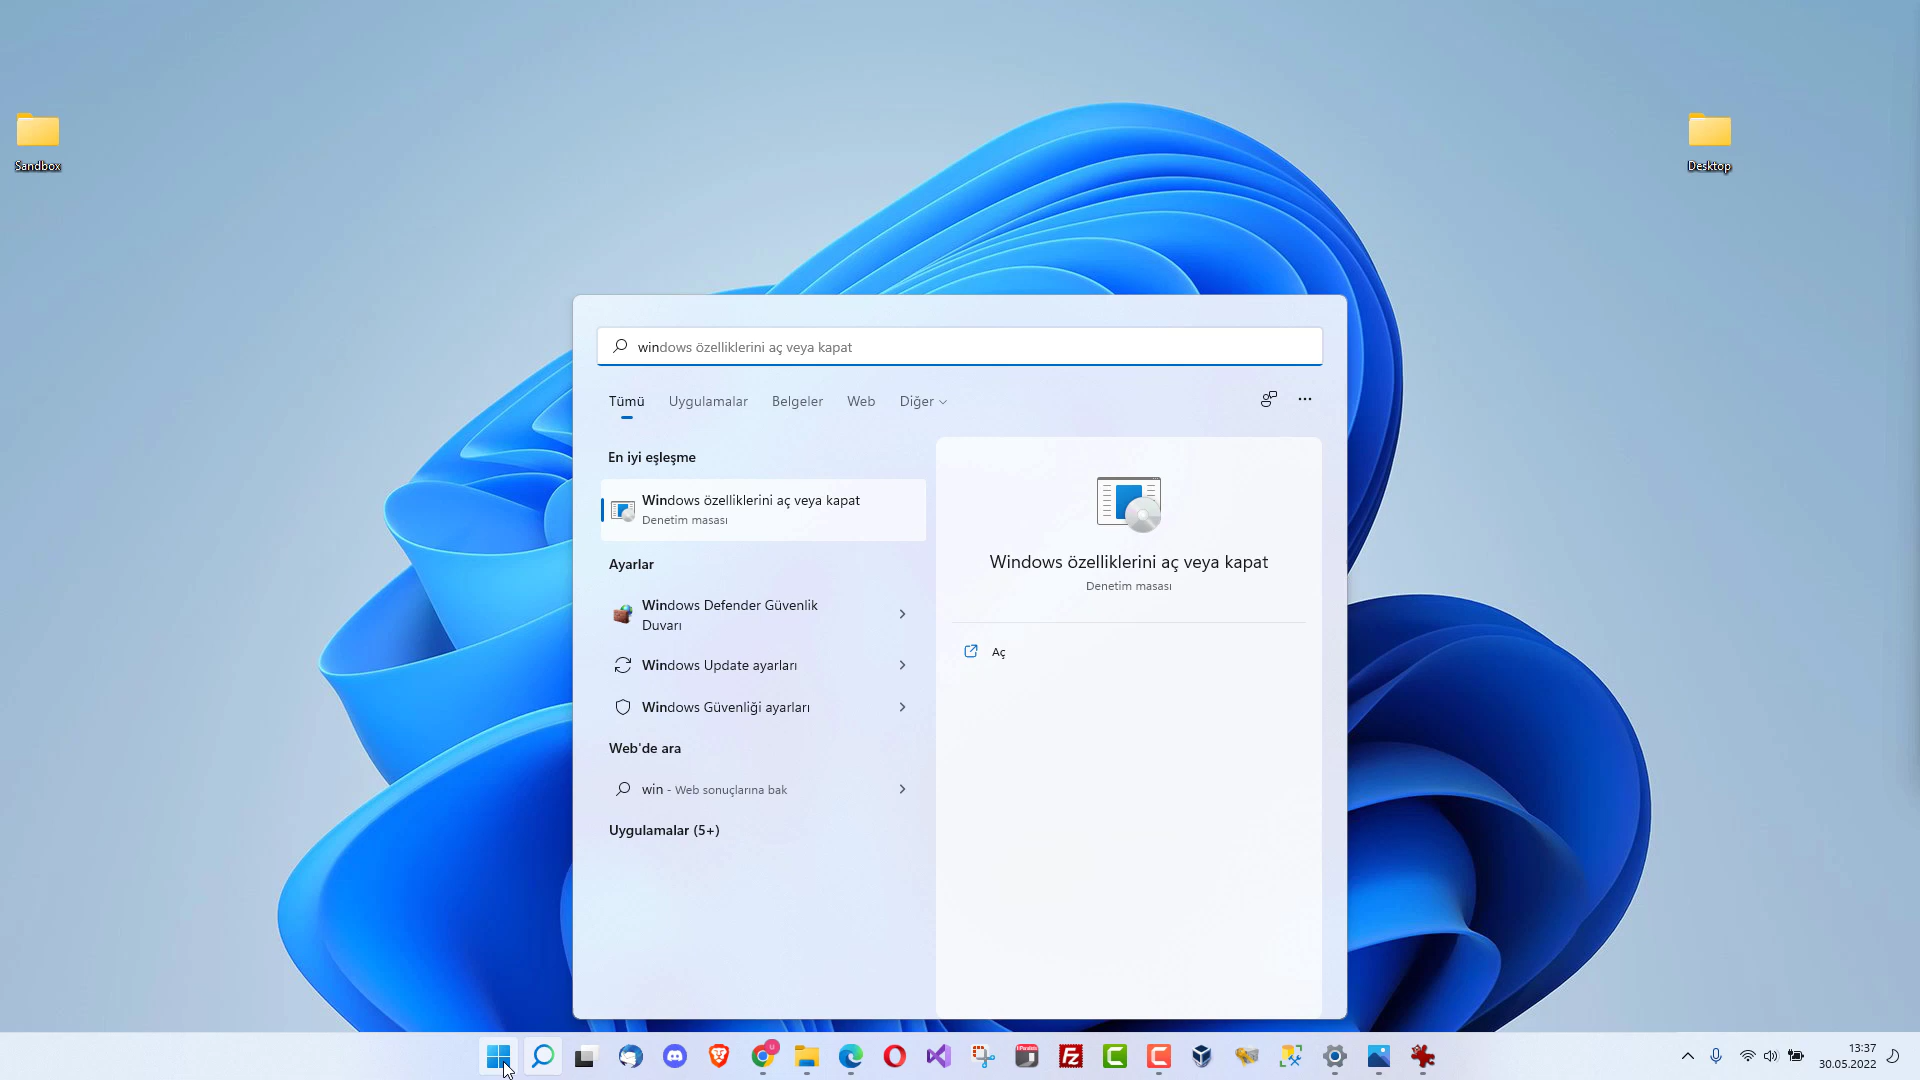 Sandbox
Desktop
windows özelliklerini aç veya kapat
Tümü Uygulamalar Belgeler Web Diğer
En iyi eşleşme
Windows özelliklerini aç veya kapat
Denetim masası
Ayarlar
Windows Defender Güvenlik
Duvarı
Windows Update ayarları
Windows Güvenliği ayarları
Web'de ara
win - Web sonuçlarına bak
Uygulamalar (5+)
Windows özelliklerini aç veya kapat
Denetim masası
Aç
13:37
30.05.2022